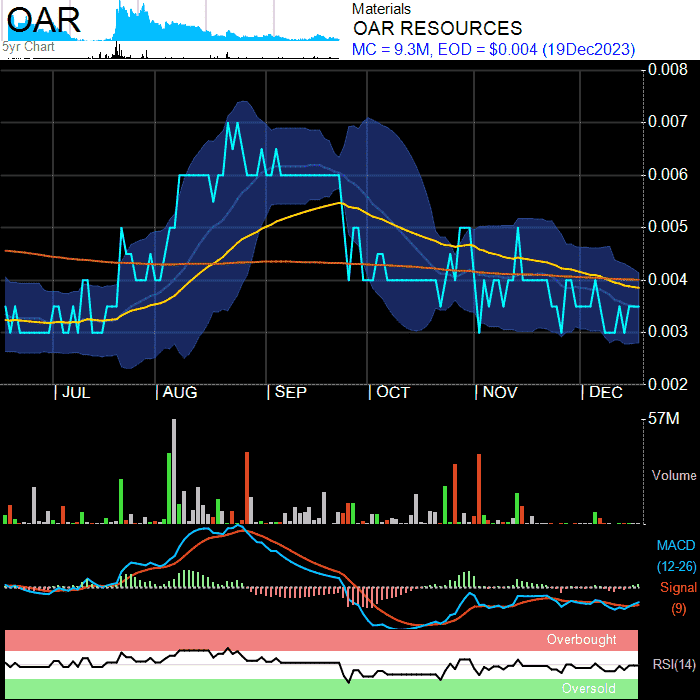 OAR
5yr Chart
Materials
OAR RESOURCES
MC = 9.3M, EOD = $0.004 (19Dec2023)
0.008
0.007
0.006
0.005
0.004
0.003
0.002
JUL AUG SEP OCT NOV DEC
57M
Volume
MACD
(12-26)
Signal
(9)
Overbought
RSI(14)
Oversold